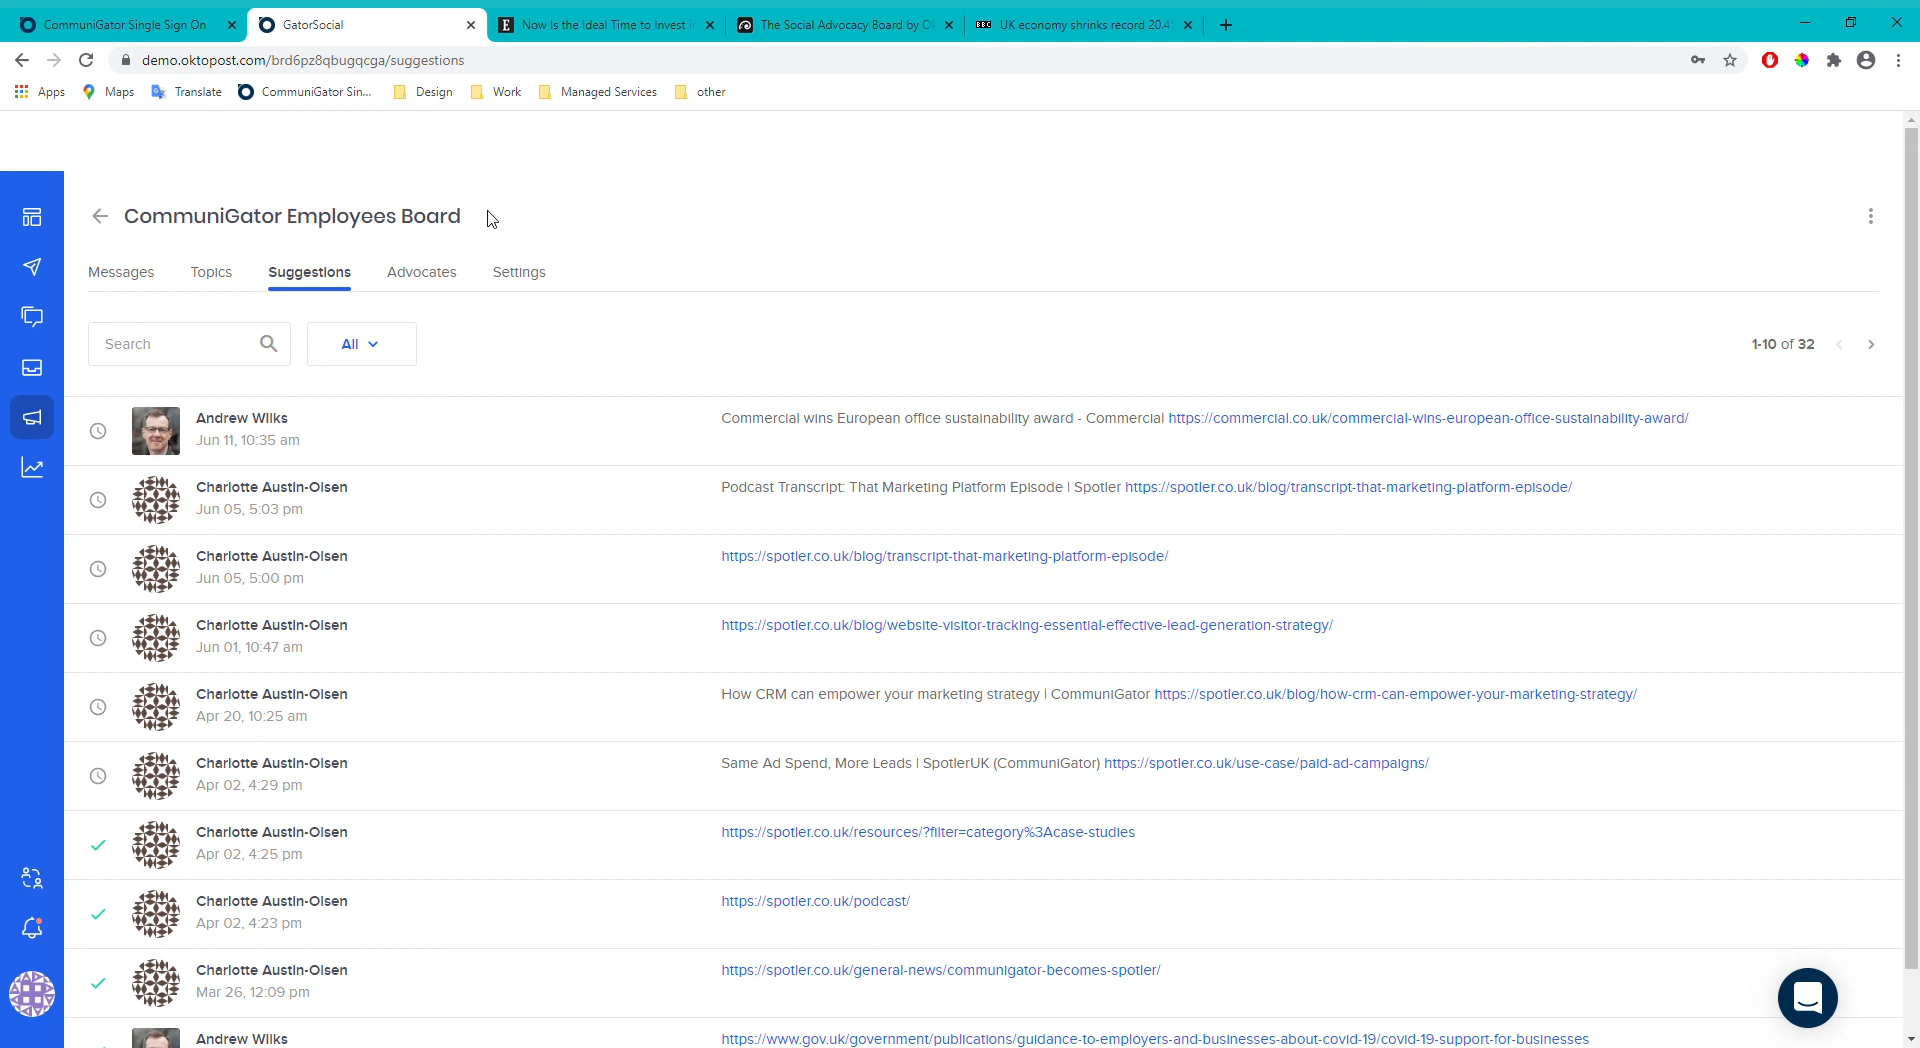 CommuniGator Single Sign On
GatorSocial
Now Is the Ideal Time to Invest in
The Social Advocacy Board by O
UK economy shrinks record 20.4
demo.oktopost.com/brd6pz8qbugqcga/suggestions
Apps
Maps
Translate
CommuniGator Sin...
Design
Work
Managed Services
other
CommuniGator Employees Board
Messages
Topics
Suggestions
Advocates
Settings
Search
All
1-10 of 32
Andrew Wilks
Commercial wins European office sustainability award - Commercial https://commercial.co.uk/commercial-wins-european-office-sustainability-award/
Jun 11, 10:35 am
Charlotte Austin-Olsen
Podcast Transcript: That Marketing Platform Episode | Spotler https://spotler.co.uk/blog/transcript-that-marketing-platform-episode/
Jun 05, 5:03 pm
Charlotte Austin-Olsen
https://spotler.co.uk/blog/transcript-that-marketing-platform-episode/
Jun 05, 5:00 pm
Charlotte Austin-Olsen
https://spotler.co.uk/blog/website-visitor-tracking-essential-effective-lead-generation-strategy/
Jun 01, 10:47 am
Charlotte Austin-Olsen
How CRM can empower your marketing strategy | CommuniGator https://spotler.co.uk/blog/how-crm-can-empower-your-marketing-strategy/
Apr 20, 10:25 am
Charlotte Austin-Olsen
Same Ad Spend, More Leads | SpotlerUK (CommuniGator) https://spotler.co.uk/use-case/paid-ad-campaigns/
Apr 02, 4:29 pm
Charlotte Austin-Olsen
https://spotler.co.uk/resources/?filter=category%3Acase-studies
Apr 02, 4:25 pm
Charlotte Austin-Olsen
https://spotler.co.uk/podcast/
Apr 02, 4:23 pm
Charlotte Austin-Olsen
https://spotler.co.uk/general-news/communigator-becomes-spotler/
Mar 26, 12:09 pm
Andrew Wilks
https://www.gov.uk/government/publications/guidance-to-employers-and-businesses-about-covid-19/covid-19-support-for-businesses